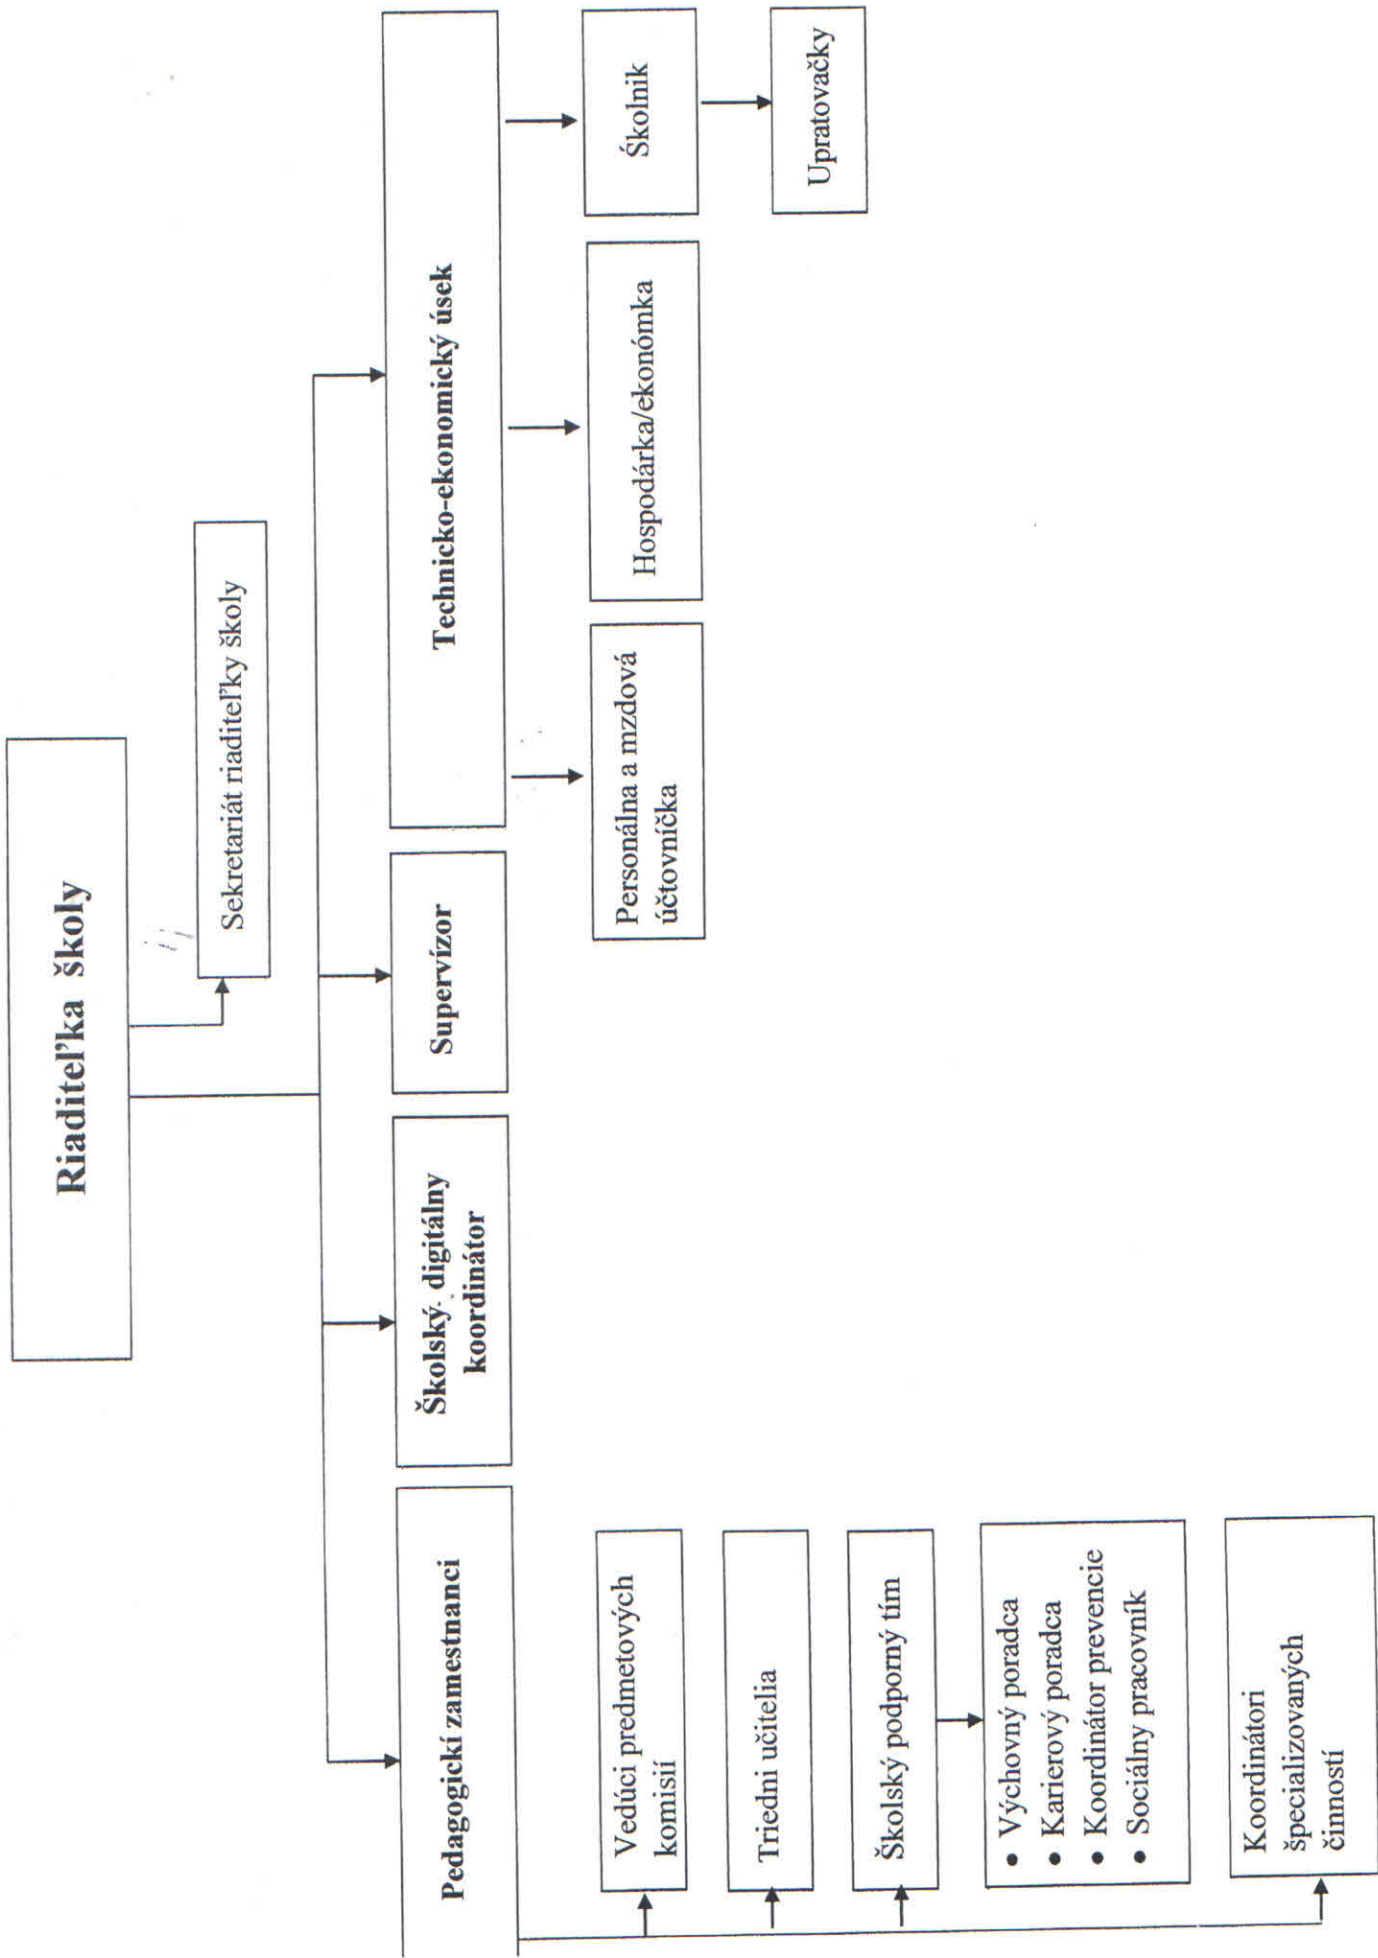 Riaditeľka školy
Sekretariát riaditeľky školy
Pedagogickí zamestnanci
Školský digitálny
koordinátor
Supervízor
Technicko-ekonomický úsek
Vedúci predmetových
komisií
Triedni učitelia
Školský podporný tím
• Výchovný poradca
• Karierový poradca
• Koordinátor prevencie
• Sociálny pracovník
Koordinátori
špecializovaných
činností
Personálna a mzdová
účtovníčka
Hospodárka/ekonómka
Školnik
Upratovačky